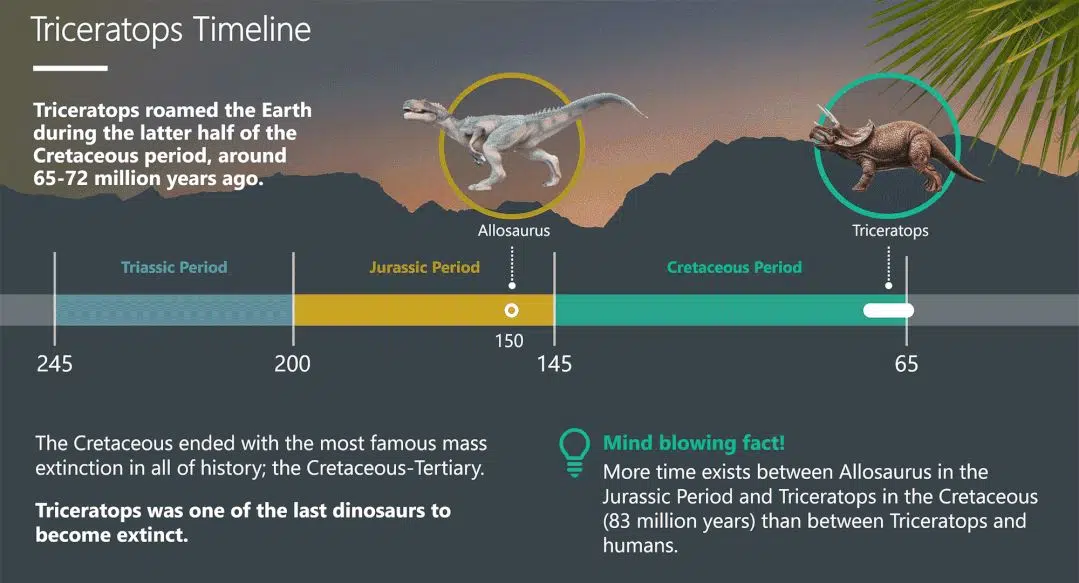 Triceratops Timeline
Triceratops roamed the Earth
during the latter half of the
Cretaceous period, around
65-72 million years ago.
Allosaurus
Triceratops
Triassic Period
Jurassic Period
Cretaceous Period
150
245
200
145
65
The Cretaceous ended with the most famous mass
extinction in all of history; the Cretaceous-Tertiary.
Triceratops was one of the last dinosaurs to
become extinct.
Mind blowing fact!
More time exists between Allosaurus in the
Jurassic Period and Triceratops in the Cretaceous
(83 million years) than between Triceratops and
humans.